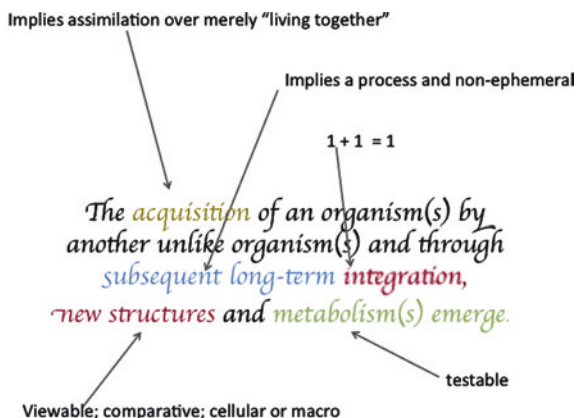 Implies assimilation over merely “living together”
Implies a process and non-ephemeral
1 + 1 = 1
The acquisition of an organism(s) by
another unlike organism(s) and through
subsequent long-term integration,
new structures and metabolism(s) emerge.
testable
Viewable; comparative; cellular or macro